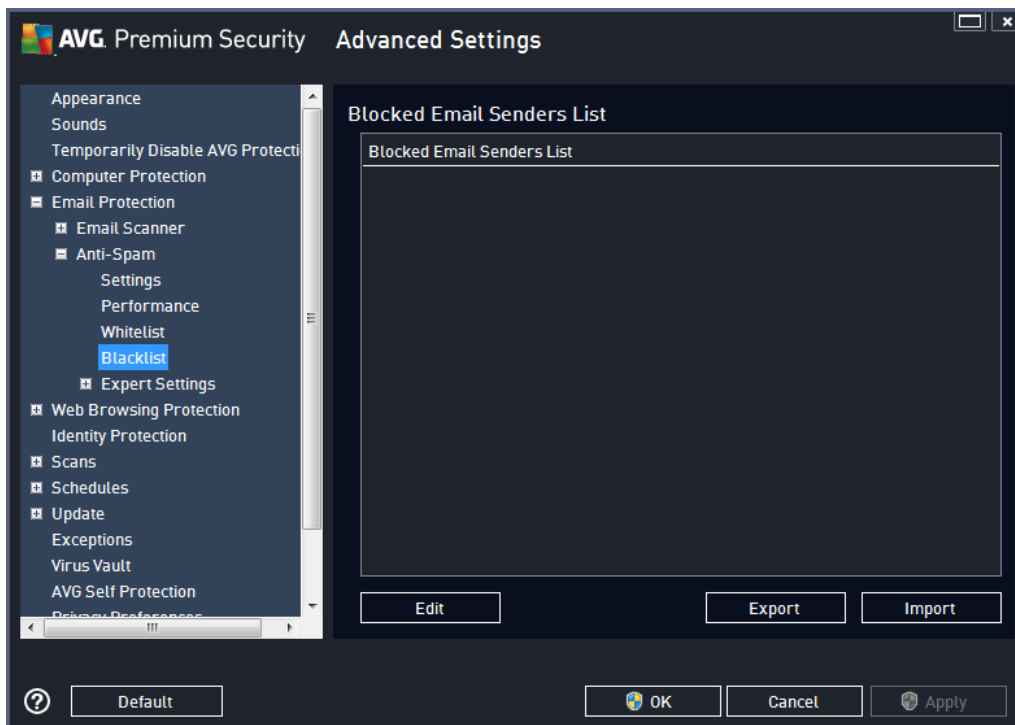 AVG. Premium Security
Advanced Settings
Appearance
Sounds
Temporarily Disable AVG Protecti
Computer Protection
Email Protection
Email Scanner
Anti-Spam
Settings
Performance
Whitelist
Blacklist
Expert Settings
Web Browsing Protection
Identity Protection
Scans
Schedules
Update
Exceptions
Virus Vault
AVG Self Protection
Privacy Preferences
Blocked Email Senders List
Blocked Email Senders List
Edit
Export
Import
Default
OK
Cancel
Apply